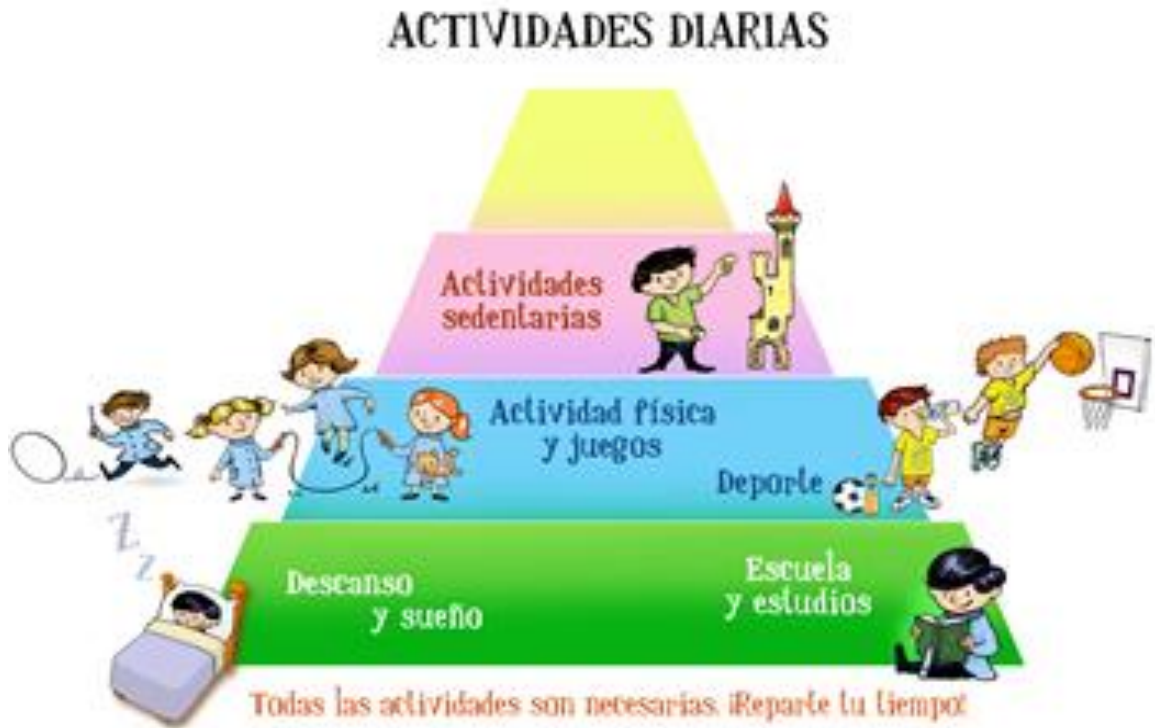 ACTIVIDADES DIARIAS
Actividades
sedentarias
Actividad física
y juegos
Deporte
Descanso
y sueño
Escuela
y estudios
Z
z
Todas las actividades son necesarias. ¡Reparte tu tiempo!